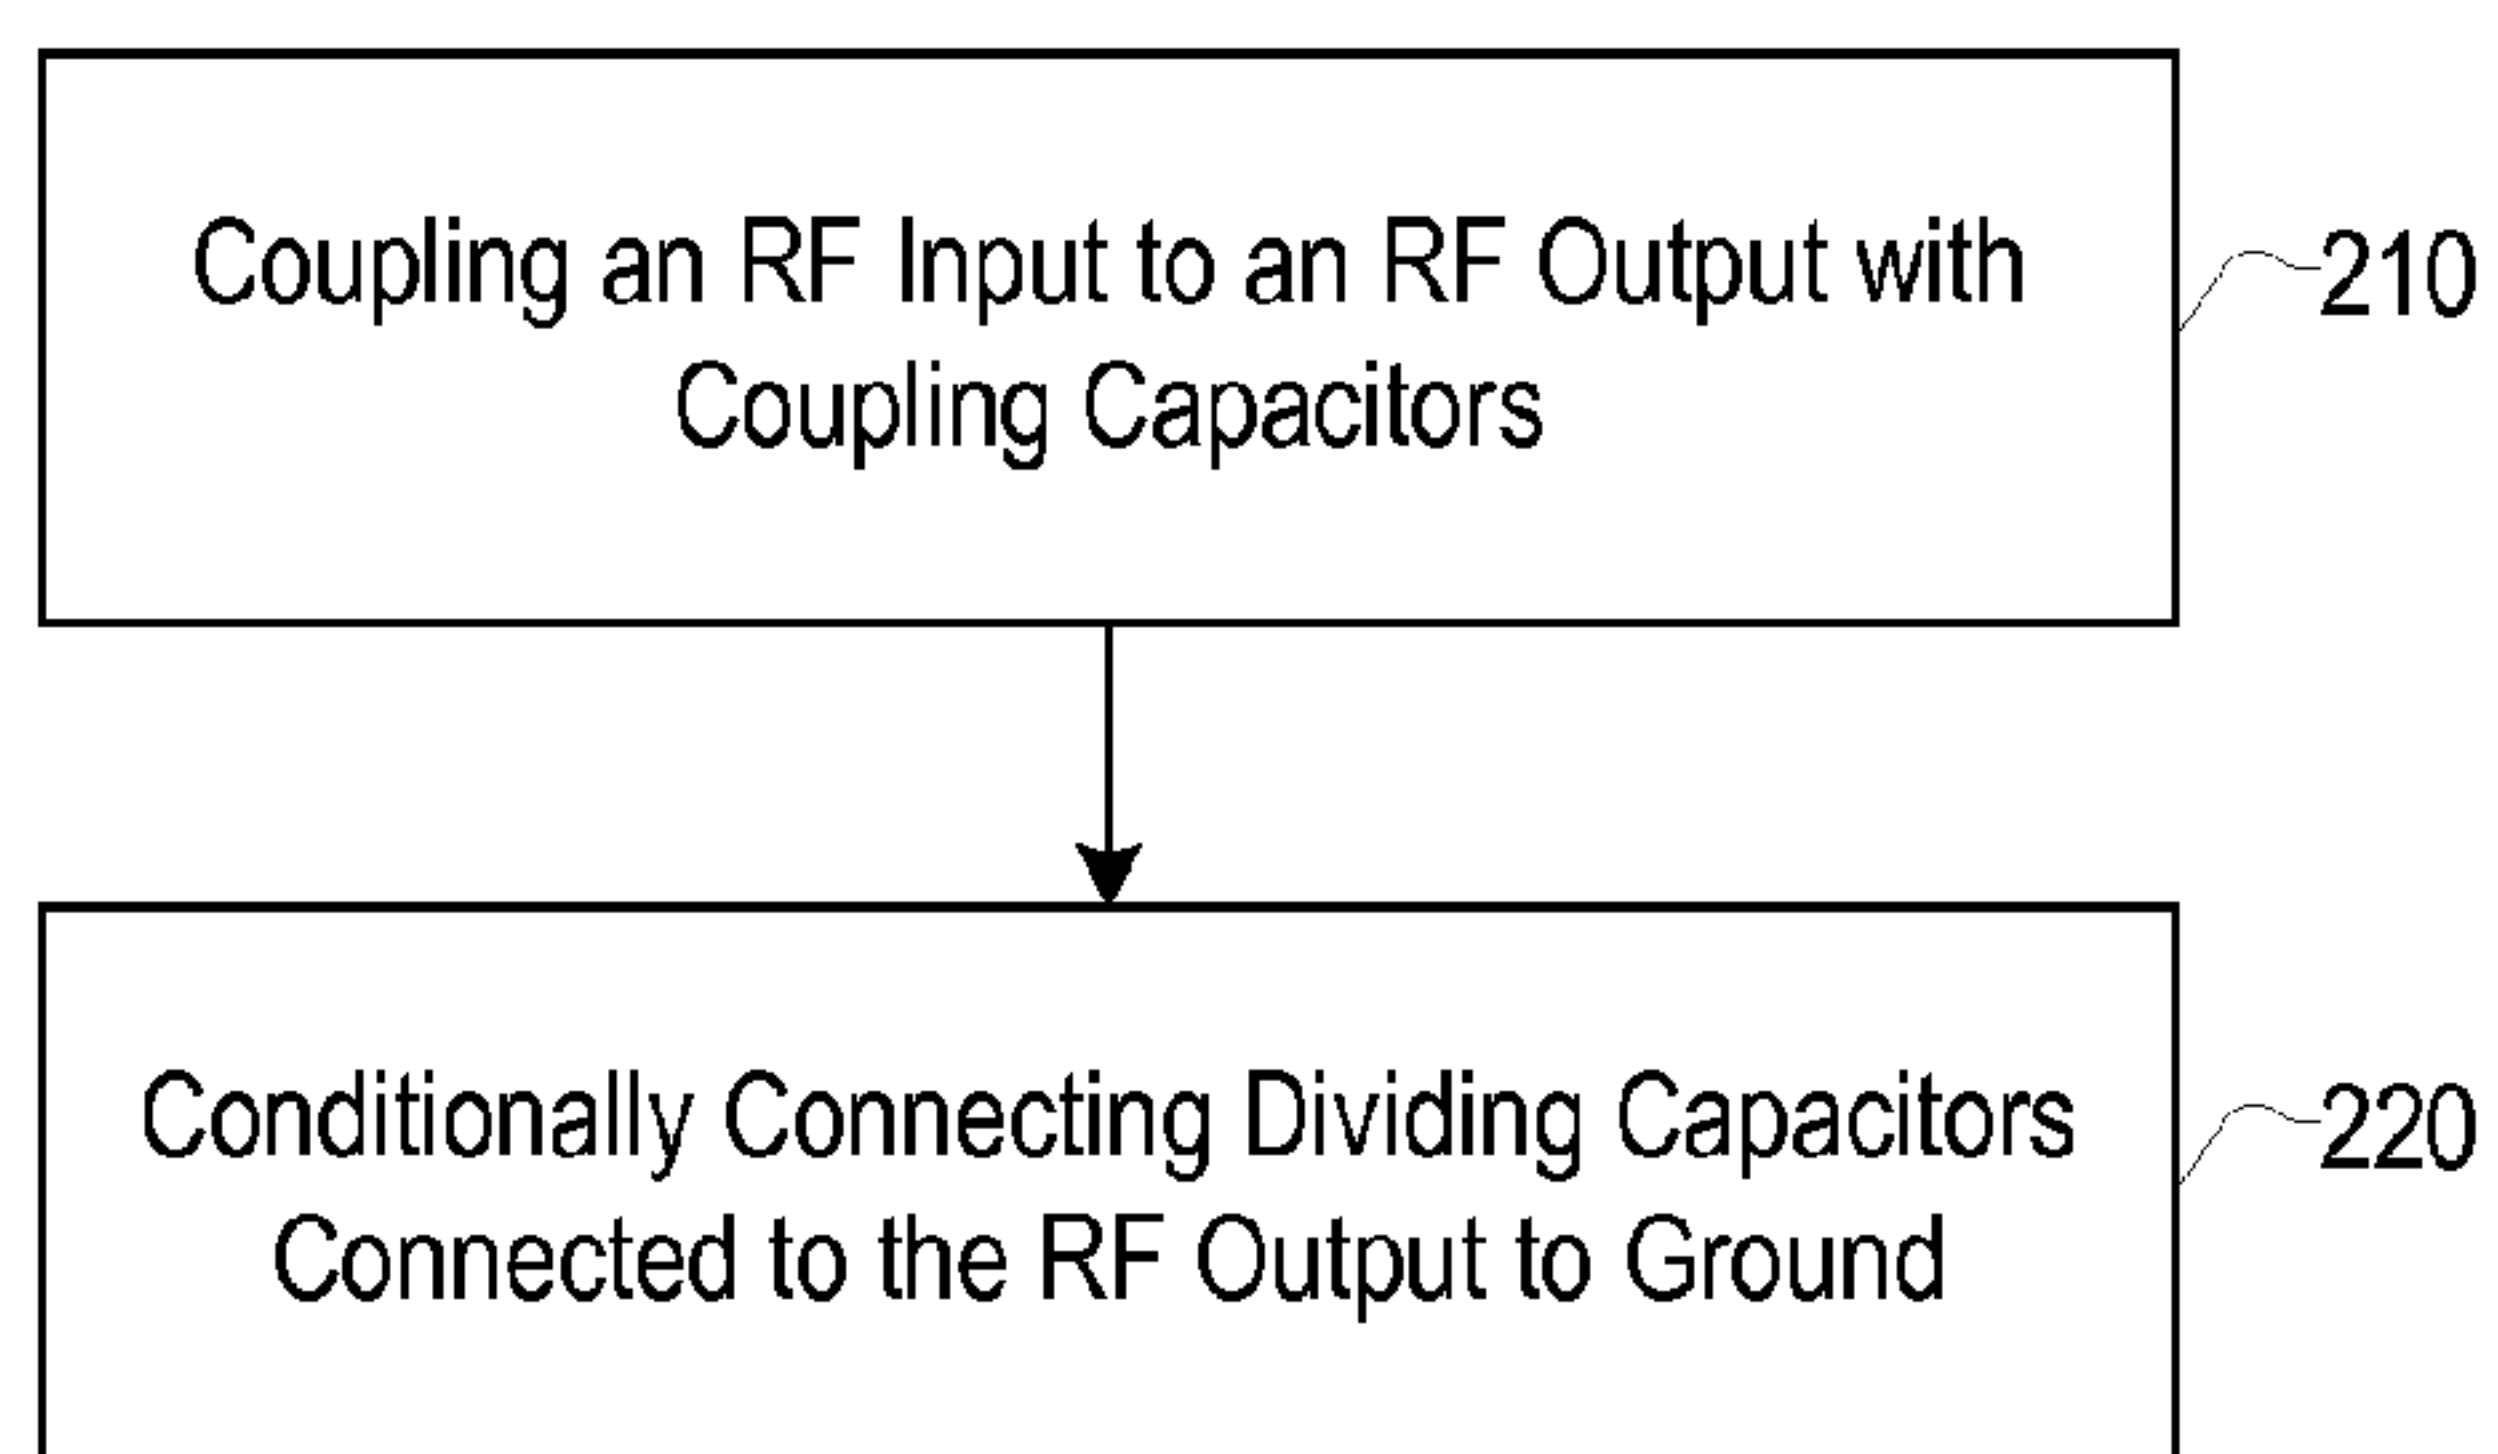 Coupling an RF Input to an RF Output with
Coupling Capacitors
210
Conditionally Connecting Dividing Capacitors
Connected to the RF Output to Ground
220